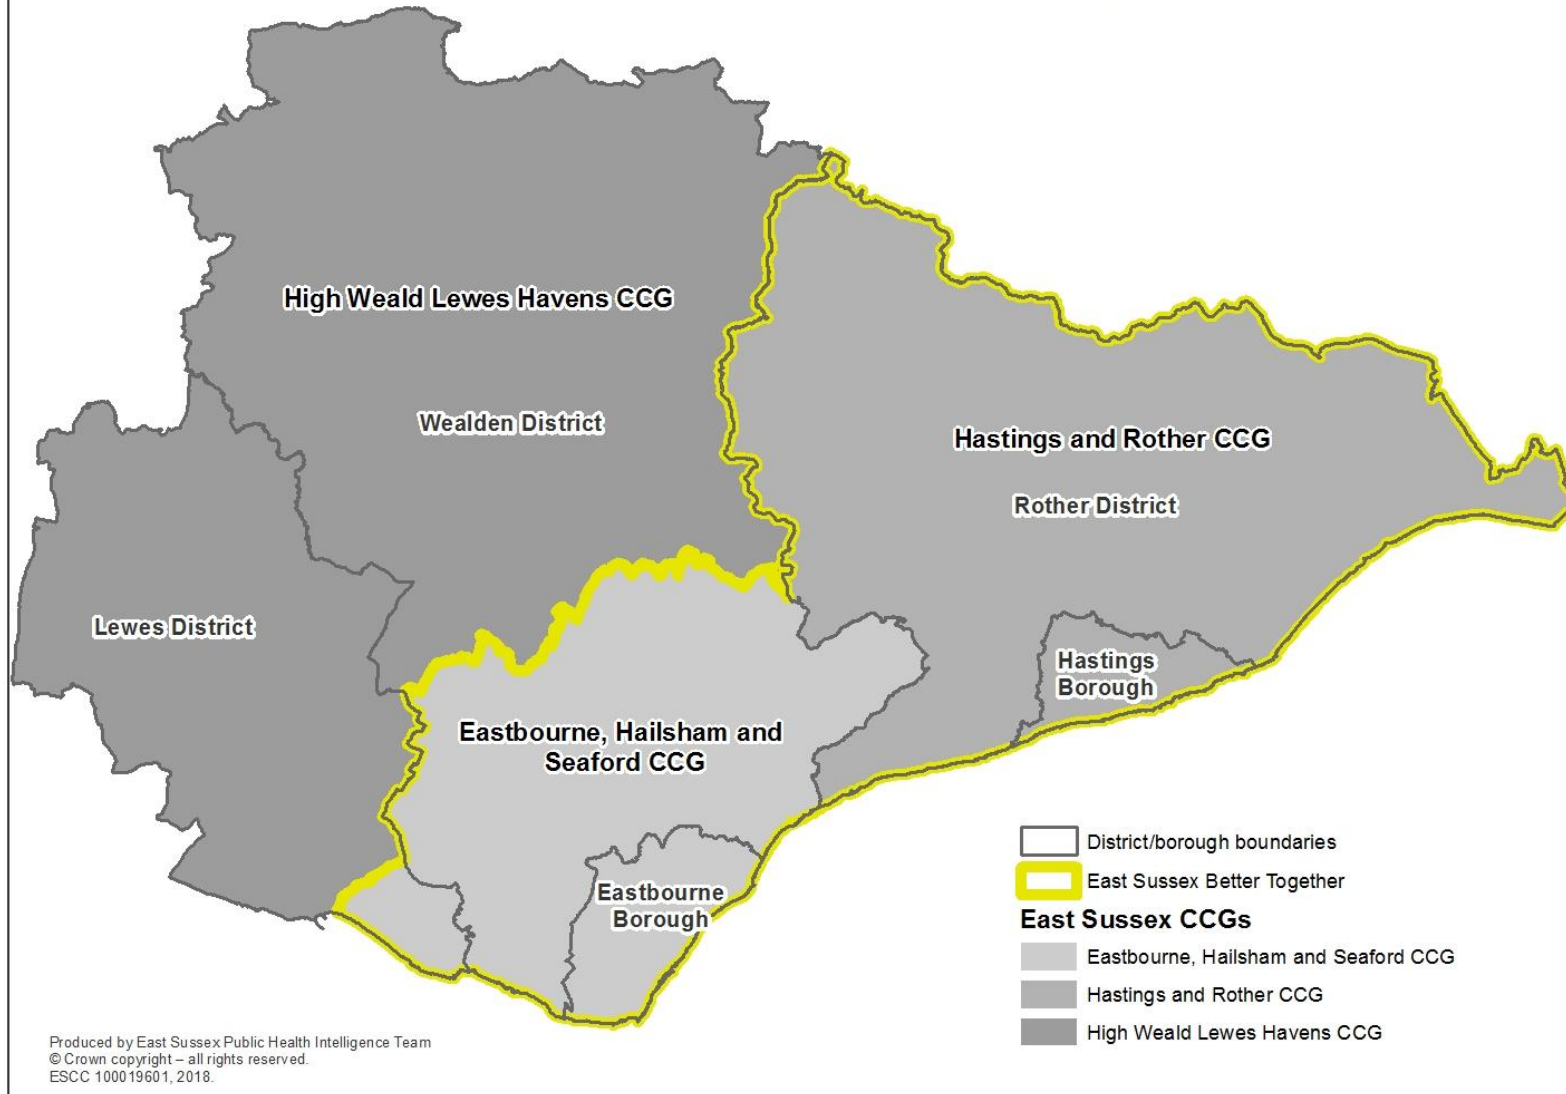 High Weald Lewes Havens CCG
Wealden District
Hastings and Rother CCG
Rother District
Lewes District
Hastings
Borough
Eastbourne, Hailsham and
Seaford CCG
Eastbourne
Borough
District/borough boundaries
East Sussex Better Together
East Sussex CCGs
Eastbourne, Hailsham and Seaford CCG
Hastings and Rother CCG
High Weald Lewes Havens CCG
Produced by East Sussex Public Health Intelligence Team
© Crown copyright – all rights reserved.
ESCC 100019601, 2018.